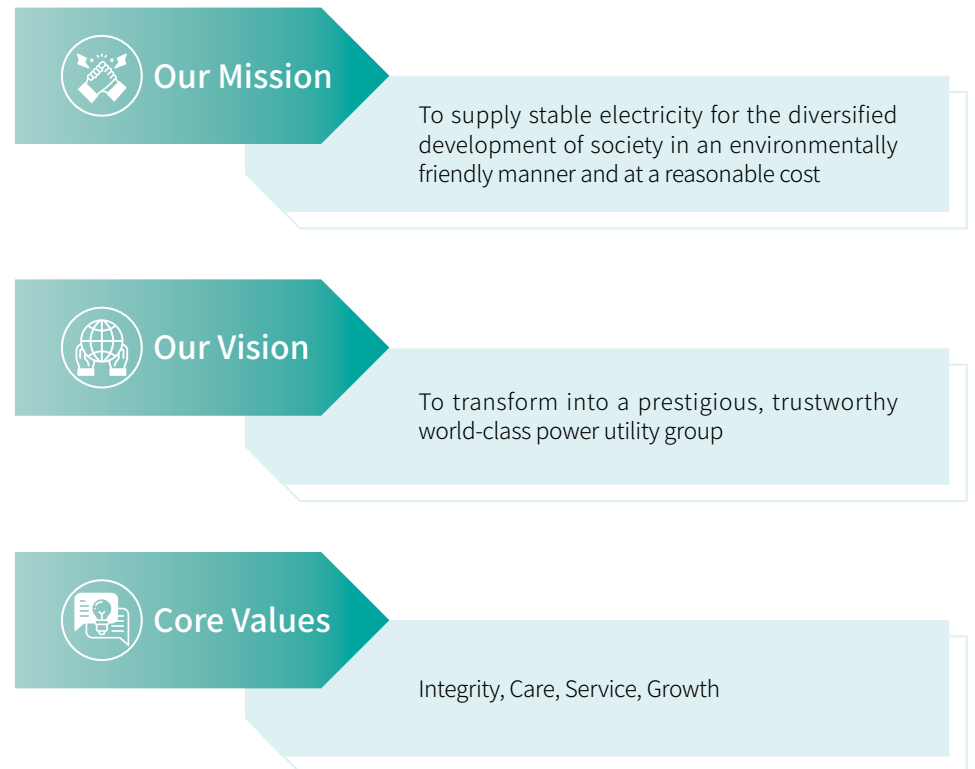 Our Mission
To supply stable electricity for the diversified
development of society in an environmentally
friendly manner and at a reasonable cost
Our Vision
To transform into a prestigious, trustworthy
world-class power utility group
Core Values
Integrity, Care, Service, Growth